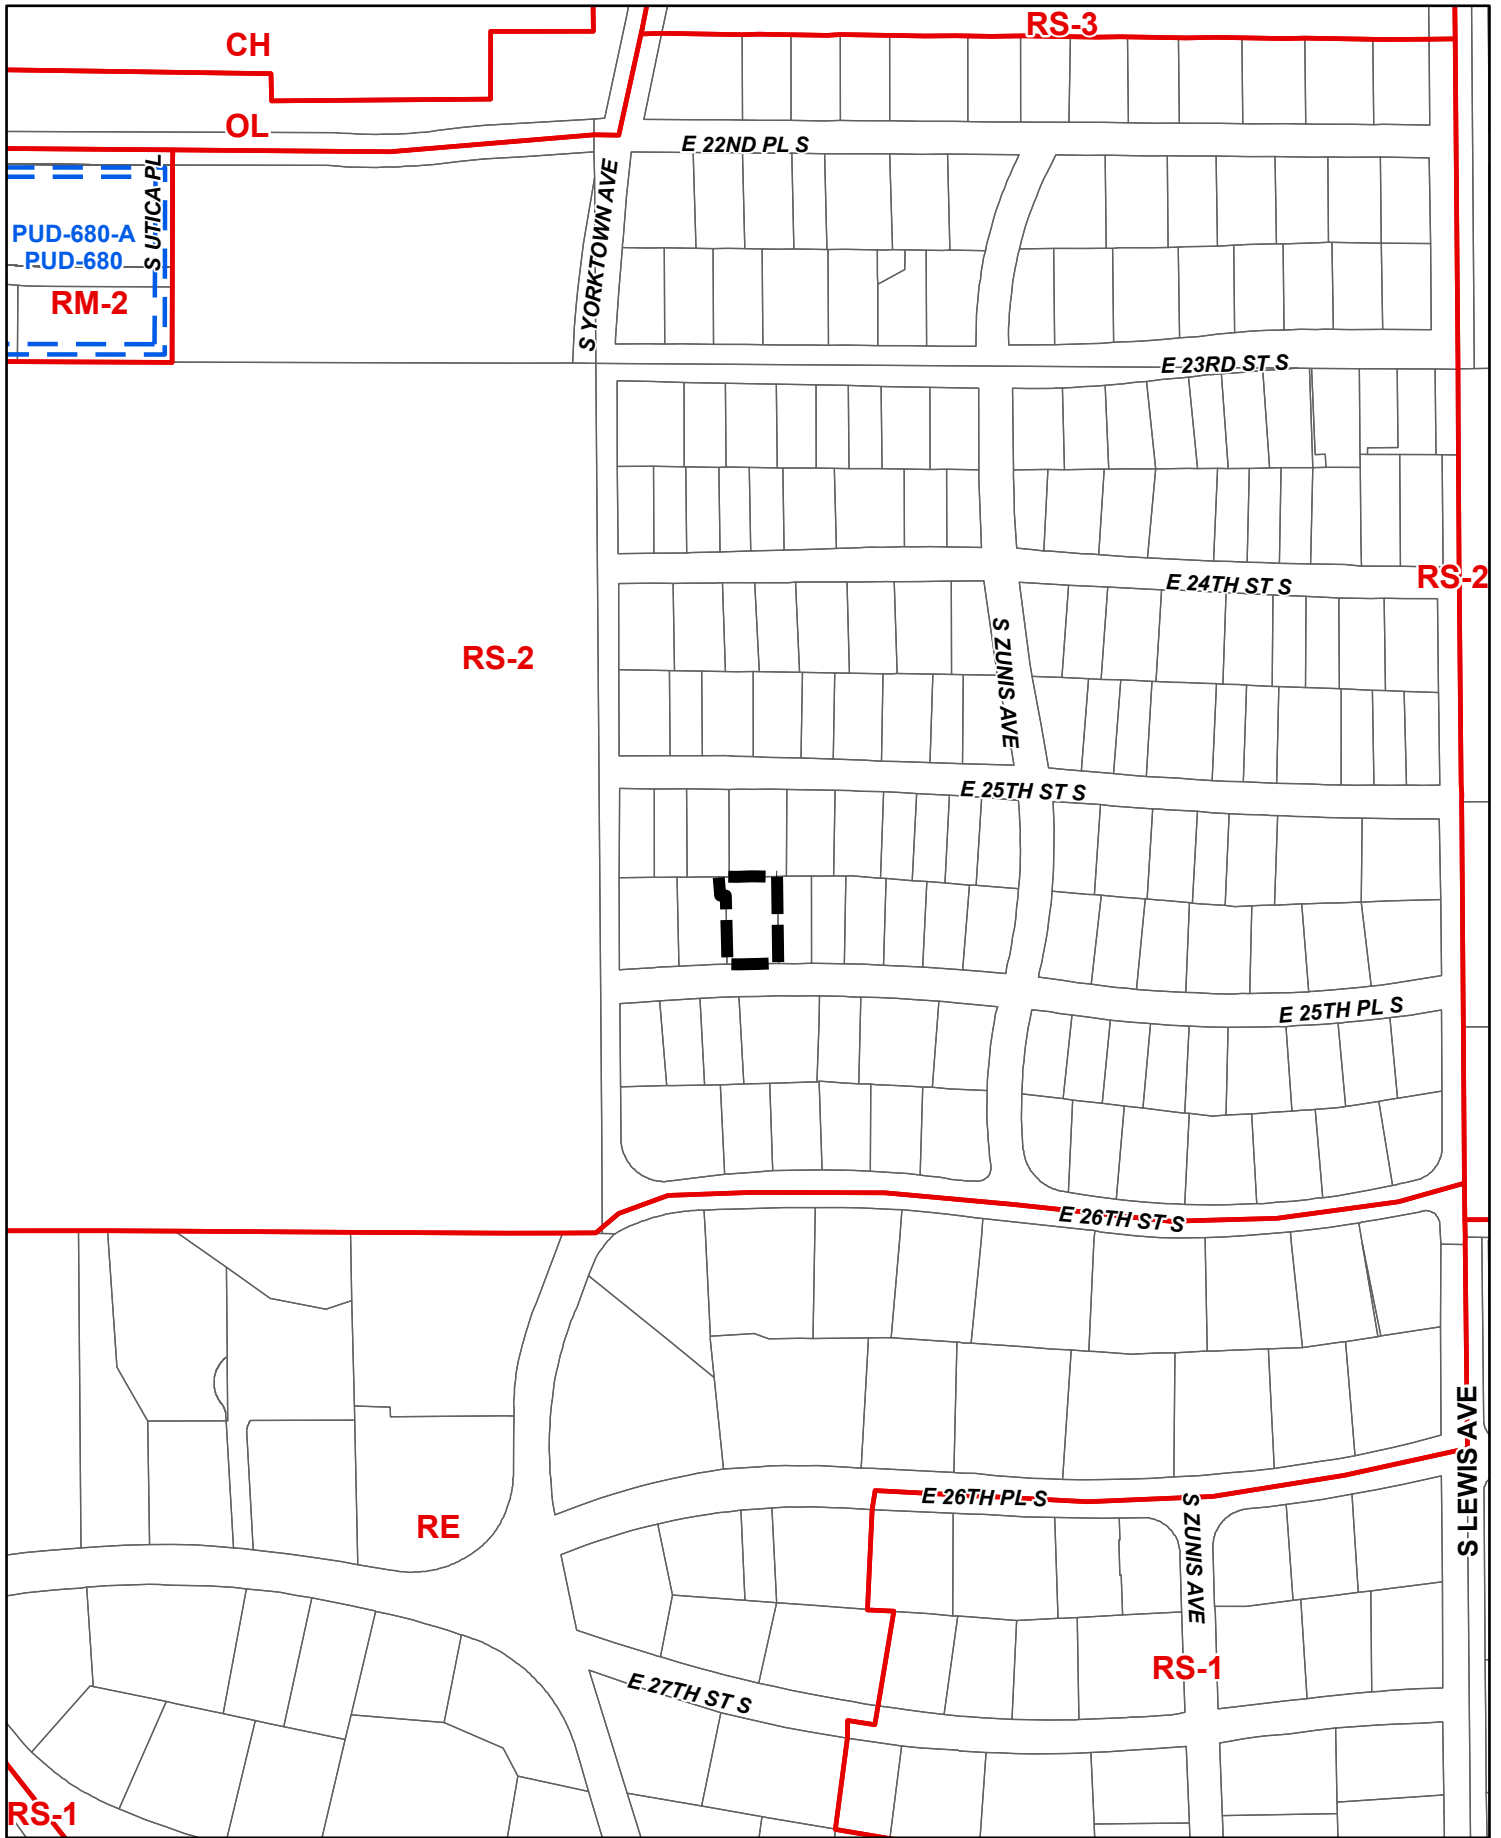 RS-3
CH
OL
E 22ND PL S
S UTICA PL
S YORKTOWN AVE
PUD-680-A
PUD-680
RM-2
E 23RD ST S
E 24TH ST S
RS-2
RS-2
S ZUNIS AVE
E 25TH ST S
E 25TH PL S
E 26TH ST S
S LEWIS AVE
E 26TH PL S
RE
S ZUNIS AVE
RS-1
E 27TH ST S
RS-1